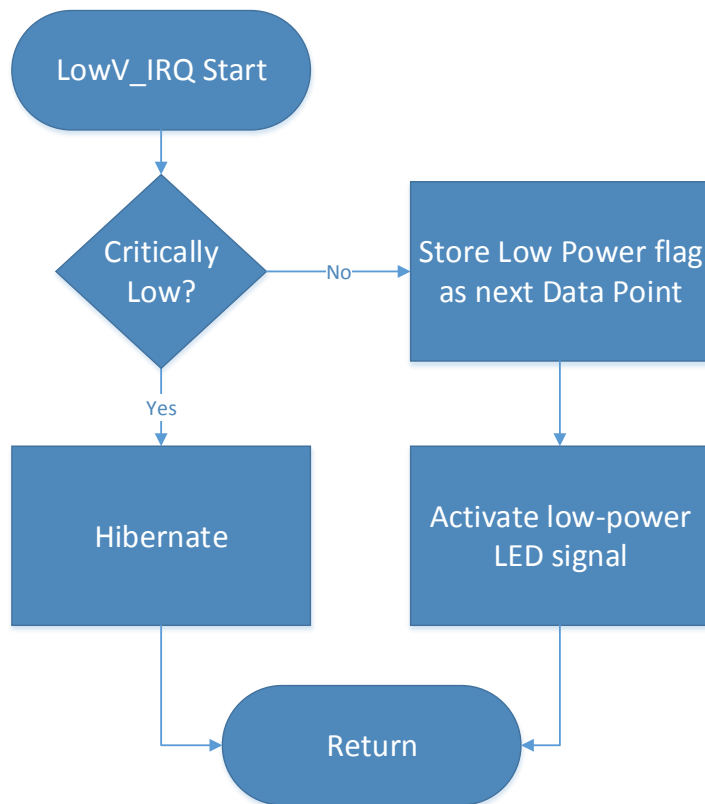 LowV_IRQ Start
Critically
Low?
No
Store Low Power flag
as next Data Point
Yes
Hibernate
Activate low-power
LED signal
Return